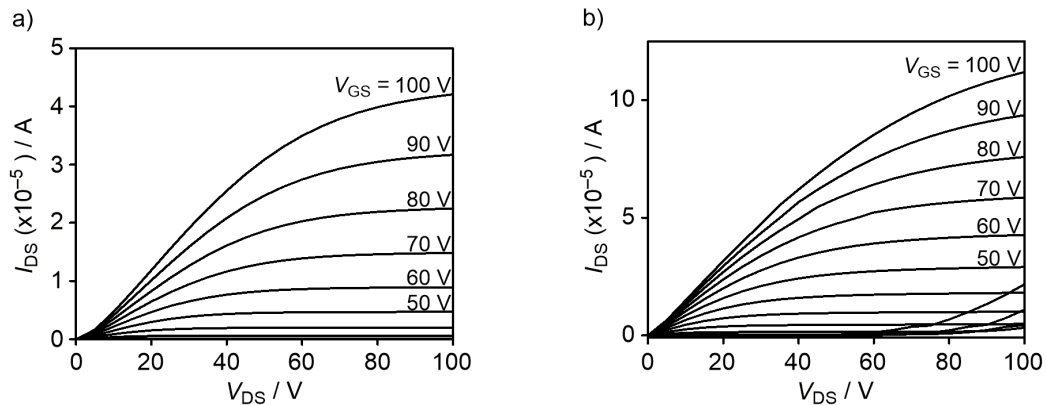 a)
5
4
3
2
1
0
I_DS (x10⁻⁵) / A
V_GS = 100 V
90 V
80 V
70 V
60 V
50 V
0 20 40 60 80 100
V_DS / V
b)
10
5
0
I_DS (x10⁻⁵) / A
V_GS = 100 V
90 V
80 V
70 V
60 V
50 V
0 20 40 60 80 100
V_DS / V